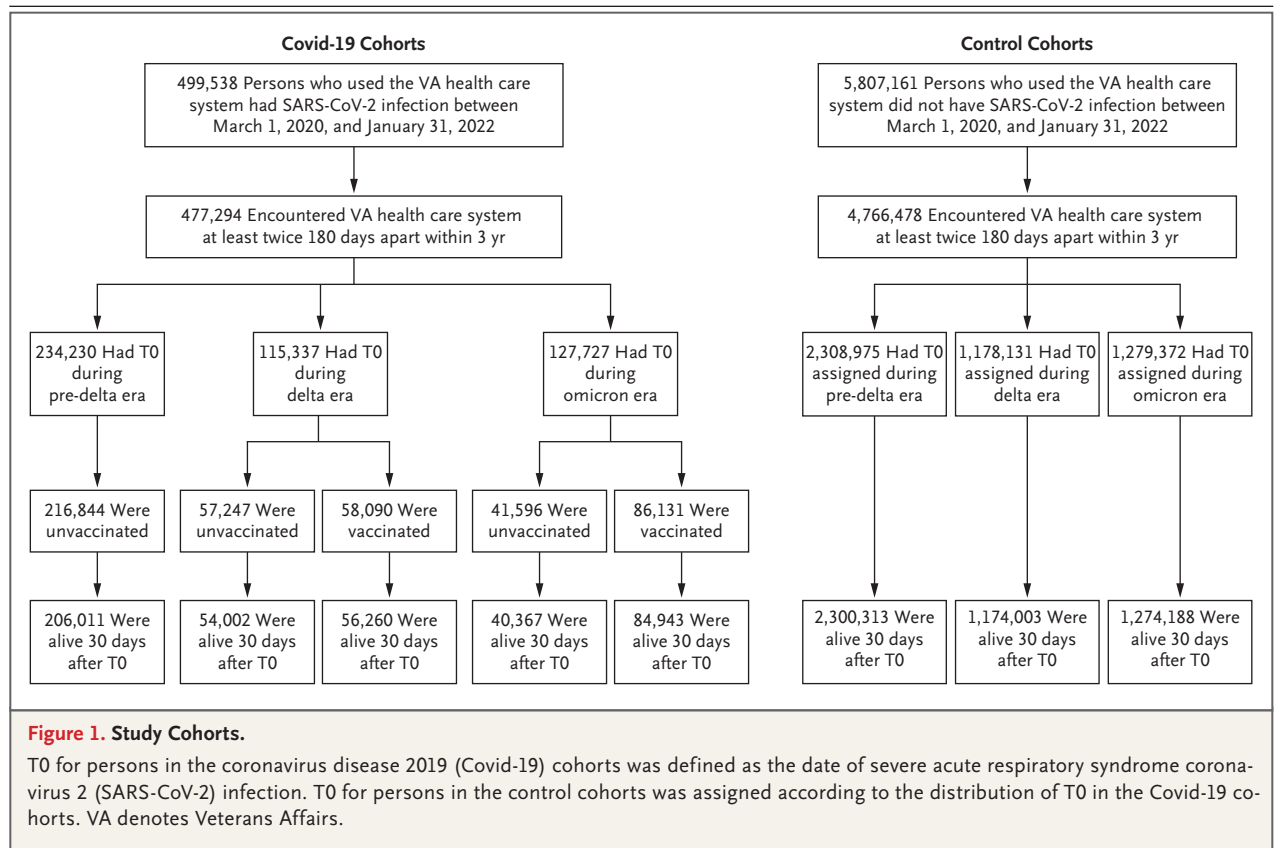 Covid-19 Cohorts
499,538 Persons who used the VA health care
system had SARS-CoV-2 infection between
March 1, 2020, and January 31, 2022
477,294 Encountered VA health care system
at least twice 180 days apart within 3 yr
234,230 Had T0
during
pre-delta era
115,337 Had T0
during
delta era
127,727 Had T0
during
omicron era
216,844 Were
unvaccinated
57,247 Were
unvaccinated
58,090 Were
vaccinated
41,596 Were
unvaccinated
86,131 Were
vaccinated
206,011 Were
alive 30 days
after T0
54,002 Were
alive 30 days
after T0
56,260 Were
alive 30 days
after T0
40,367 Were
alive 30 days
after T0
84,943 Were
alive 30 days
after T0
Control Cohorts
5,807,161 Persons who used the VA health care
system did not have SARS-CoV-2 infection between
March 1, 2020, and January 31, 2022
4,766,478 Encountered VA health care system
at least twice 180 days apart within 3 yr
2,308,975 Had T0
assigned during
pre-delta era
1,178,131 Had T0
assigned during
delta era
1,279,372 Had T0
assigned during
omicron era
2,300,313 Were
alive 30 days
after T0
1,174,003 Were
alive 30 days
after T0
1,274,188 Were
alive 30 days
after T0
Figure 1. Study Cohorts.
T0 for persons in the coronavirus disease 2019 (Covid-19) cohorts was defined as the date of severe acute respiratory syndrome corona-
virus 2 (SARS-CoV-2) infection. T0 for persons in the control cohorts was assigned according to the distribution of T0 in the Covid-19 co-
horts. VA denotes Veterans Affairs.